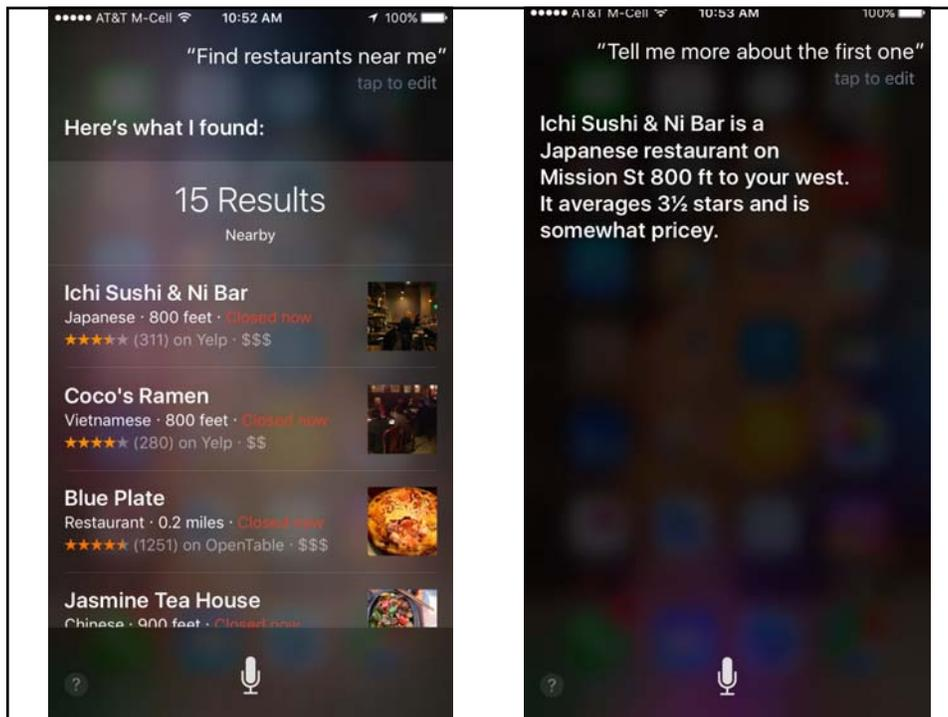 ●●●●● AT&T M-Cell 10:52 AM 100%
“Find restaurants near me”
tap to edit
Here’s what I found:
15 Results
Nearby
Ichi Sushi & Ni Bar
Japanese · 800 feet · Closed now
★★★★★ (311) on Yelp · $$$
Coco's Ramen
Vietnamese · 800 feet · Closed now
★★★★★ (280) on Yelp · $$
Blue Plate
Restaurant · 0.2 miles · Closed now
★★★★★ (1251) on OpenTable · $$$
Jasmine Tea House
Chinese · 900 feet · Closed now
?
●●●●● AT&T M-Cell 10:53 AM 100%
“Tell me more about the first one”
tap to edit
Ichi Sushi & Ni Bar is a
Japanese restaurant on
Mission St 800 ft to your west.
It averages 3½ stars and is
somewhat pricey.
?